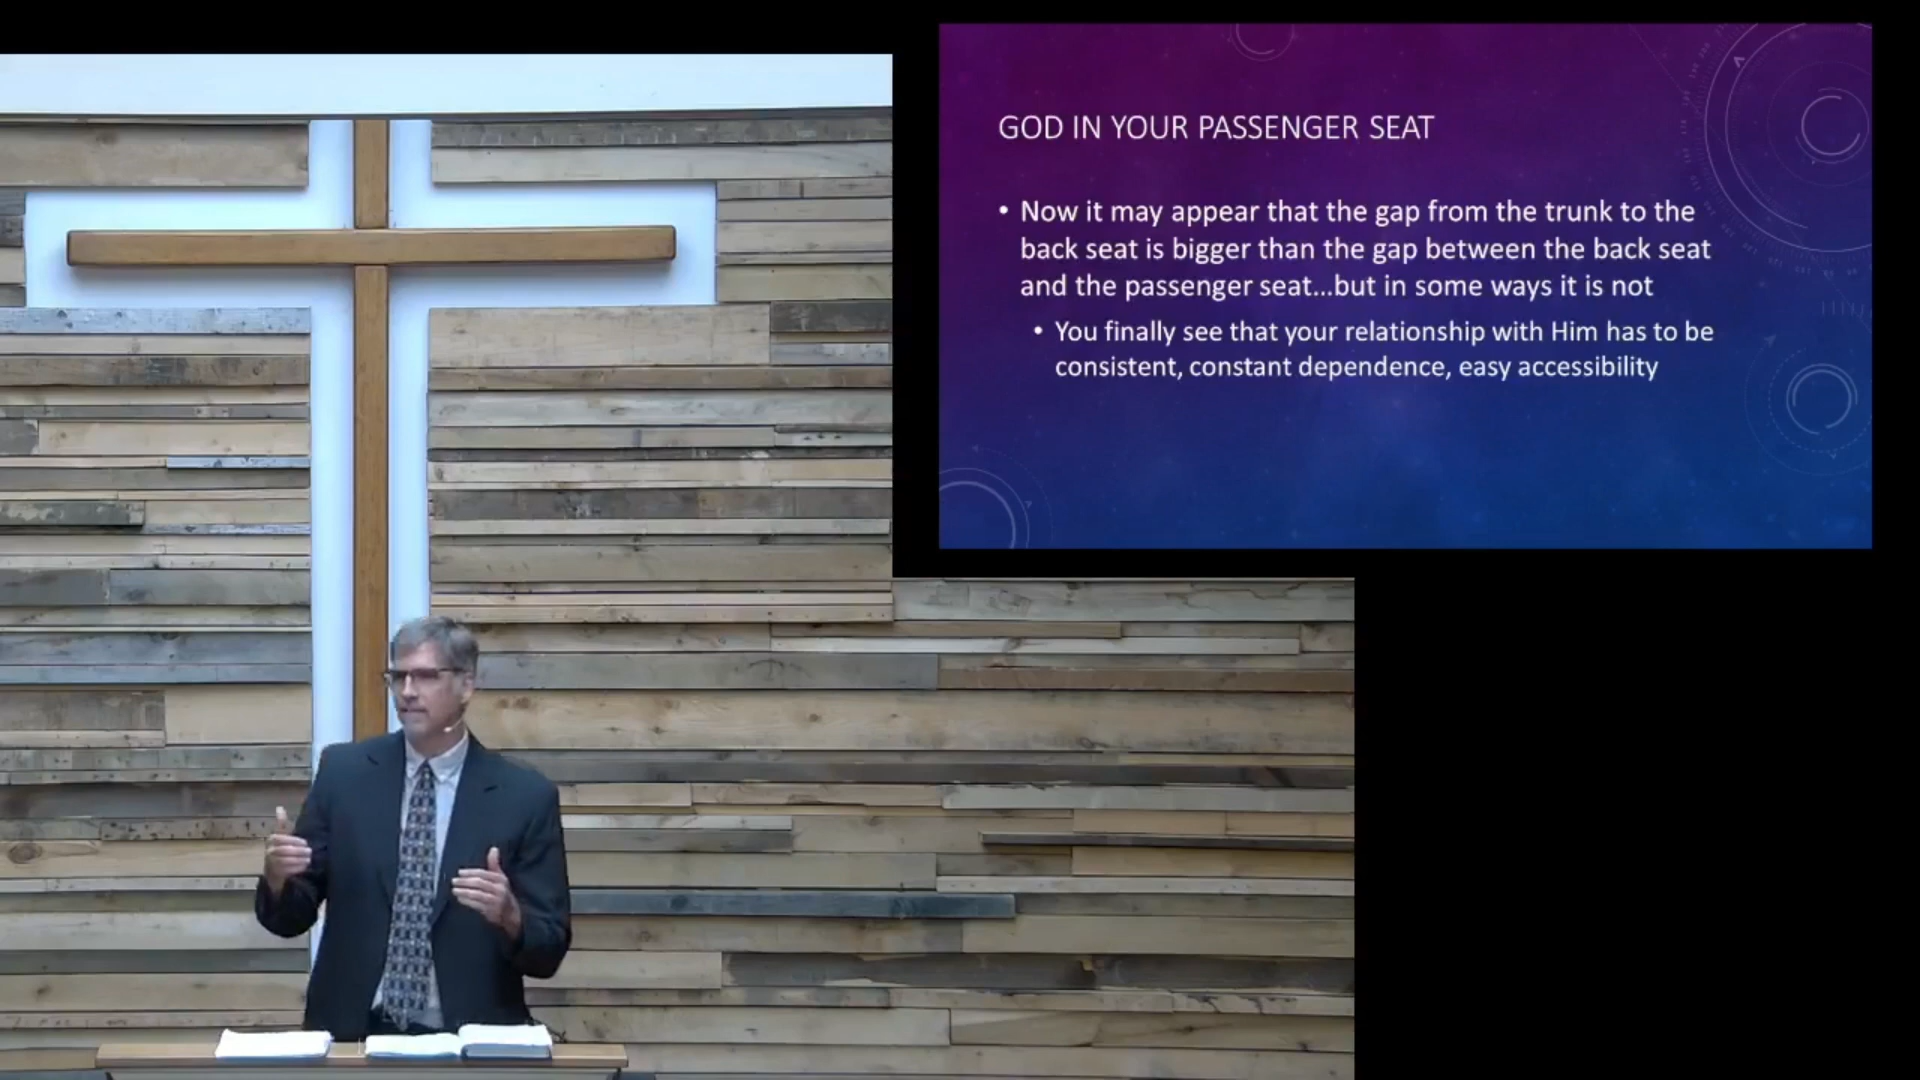 GOD IN YOUR PASSENGER SEAT
• Now it may appear that the gap from the trunk to the
back seat is bigger than the gap between the back seat
and the passenger seat...but in some ways it is not
• You finally see that your relationship with Him has to be
consistent, constant dependence, easy accessibility